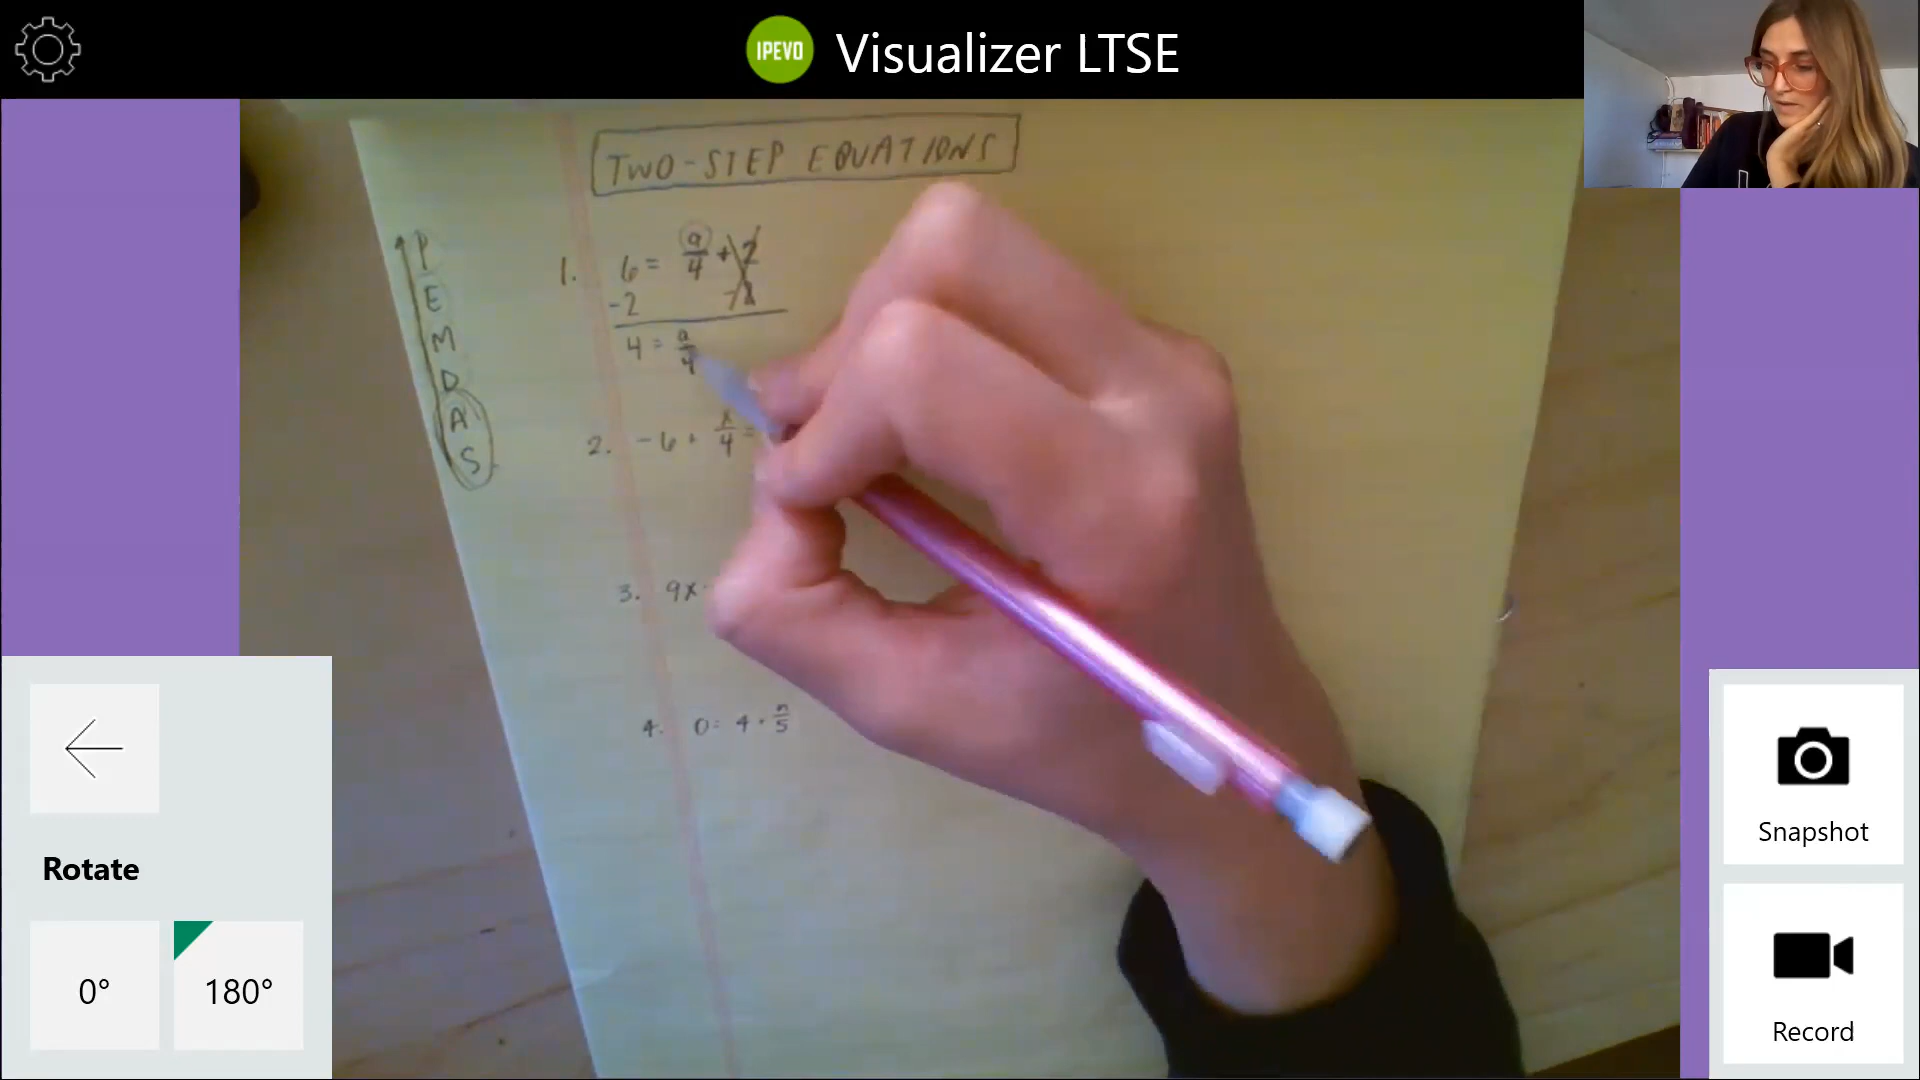 IPEVO Visualizer LTSE
TWO-STEP EQUATIONS
P
E
M
D
A
S
1. 6 = a/4 + 2
-2 -2
4 = a/4
2. -6 + x/4 =
3. 9x
4. 0 = 4 + n/5
Rotate
0° 180°
Snapshot
Record